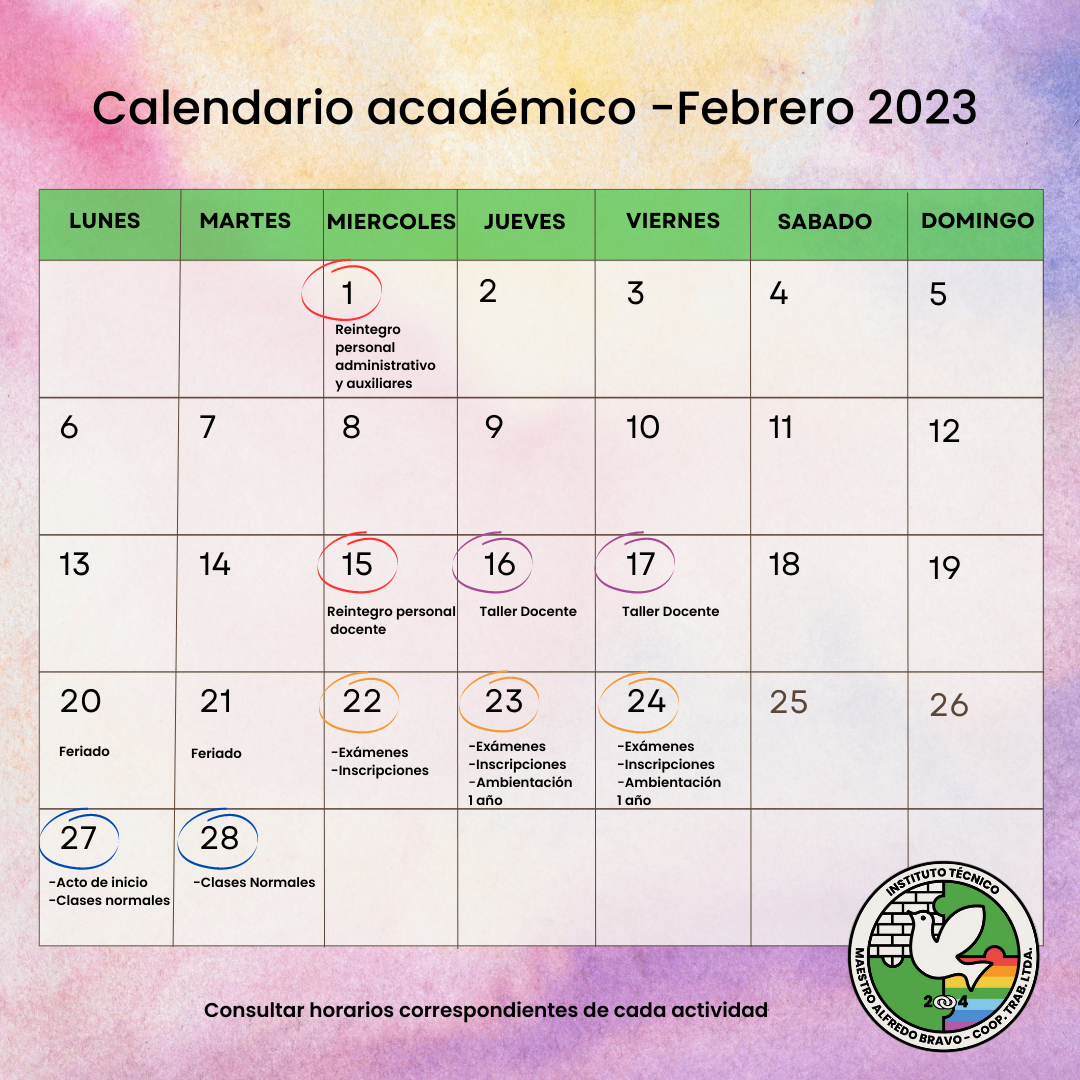 Calendario académico -Febrero 2023
LUNES MARTES MIERCOLES JUEVES VIERNES SABADO DOMINGO
1 2 3 4 5
Reintegro
personal
administrativo
y auxiliares
6 7 8 9 10 11 12
13 14 15 16 17 18 19
Reintegro personal
docente
Taller Docente
Taller Docente
20 21 22 23 24 25 26
Feriado
Feriado
-Exámenes
-Inscripciones
-Exámenes
-Inscripciones
-Ambientación
1 año
-Exámenes
-Inscripciones
-Ambientación
1 año
27 28
-Acto de inicio
-Clases normales
-Clases Normales
INSTITUTO TÉCNICO
MAESTRO ALFREDO BRAVO - COOP. TRAB. LTDA.
2004
Consultar horarios correspondientes de cada actividad